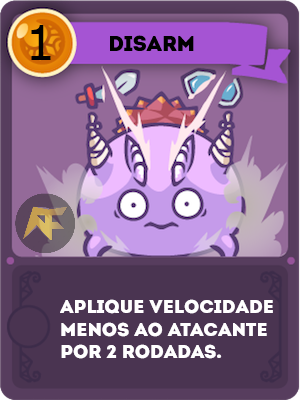 1
DISARM
APLIQUE VELOCIDADE
MENOS AO ATACANTE
POR 2 RODADAS.